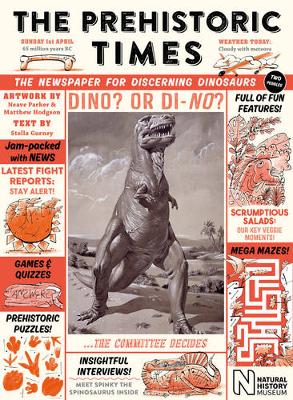 THE PREHISTORIC
TIMES
SUNDAY 1st APRIL
65 million years BC
WEATHER TODAY:
Cloudy with meteors
THE NEWSPAPER FOR DISCERNING DINOSAURS
TWO PEBBLES
ARTWORK BY
Neave Parker &
Matthew Hodgson
TEXT BY
Stella Gurney
Jam-packed
with NEWS
LATEST FIGHT
REPORTS:
STAY ALERT!
GAMES &
QUIZZES
PREHISTORIC
PUZZLES!
DINO? OR DI-NO?
...THE COMMITTEE DECIDES
INSIGHTFUL
INTERVIEWS!
MEET SPINKY THE
SPINOSAURUS INSIDE
FULL OF FUN
FEATURES!
SCRUMPTIOUS
SALADS:
OUR KEY VEGGIE
MOMENTS!
MEGA MAZES!
N
NATURAL
HISTORY
MUSEUM